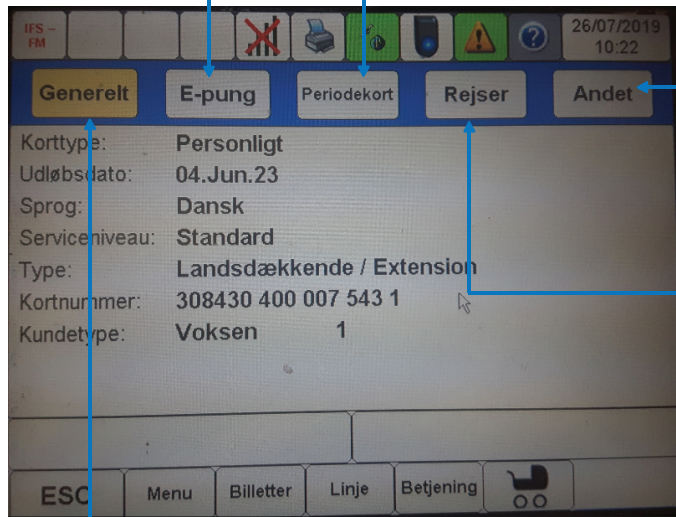 IFS –
FM
26/07/2019
10:22
Generelt E-pung Periodekort Rejser Andet
Korttype: Personligt
Udløbsdato: 04.Jun.23
Sprog: Dansk
Serviceniveau: Standard
Type: Landsdækkende / Extension
Kortnummer: 308430 400 007 543 1
Kundetype: Voksen 1
ESC Menu Billetter Linje Betjening